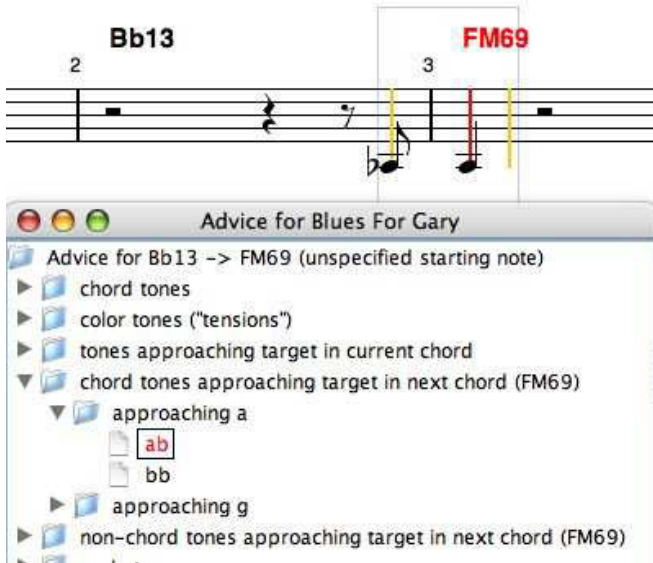 Bb13 FM69
2 3
Advice for Blues For Gary
Advice for Bb13 -> FM69 (unspecified starting note)
chord tones
color tones ("tensions")
tones approaching target in current chord
chord tones approaching target in next chord (FM69)
approaching a
ab
bb
approaching g
non-chord tones approaching target in next chord (FM69)